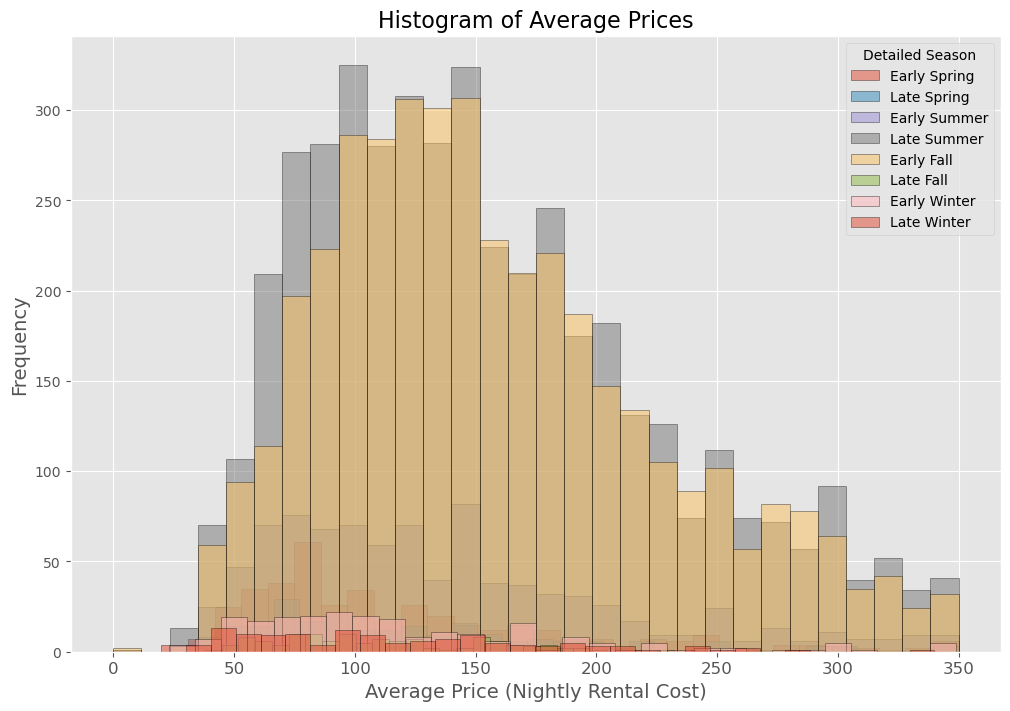 Histogram of Average Prices
Detailed Season
Early Spring
Late Spring
Early Summer
Late Summer
Early Fall
Late Fall
Early Winter
Late Winter
Frequency
300
250
200
150
100
50
0
0 50 100 150 200 250 300 350
Average Price (Nightly Rental Cost)